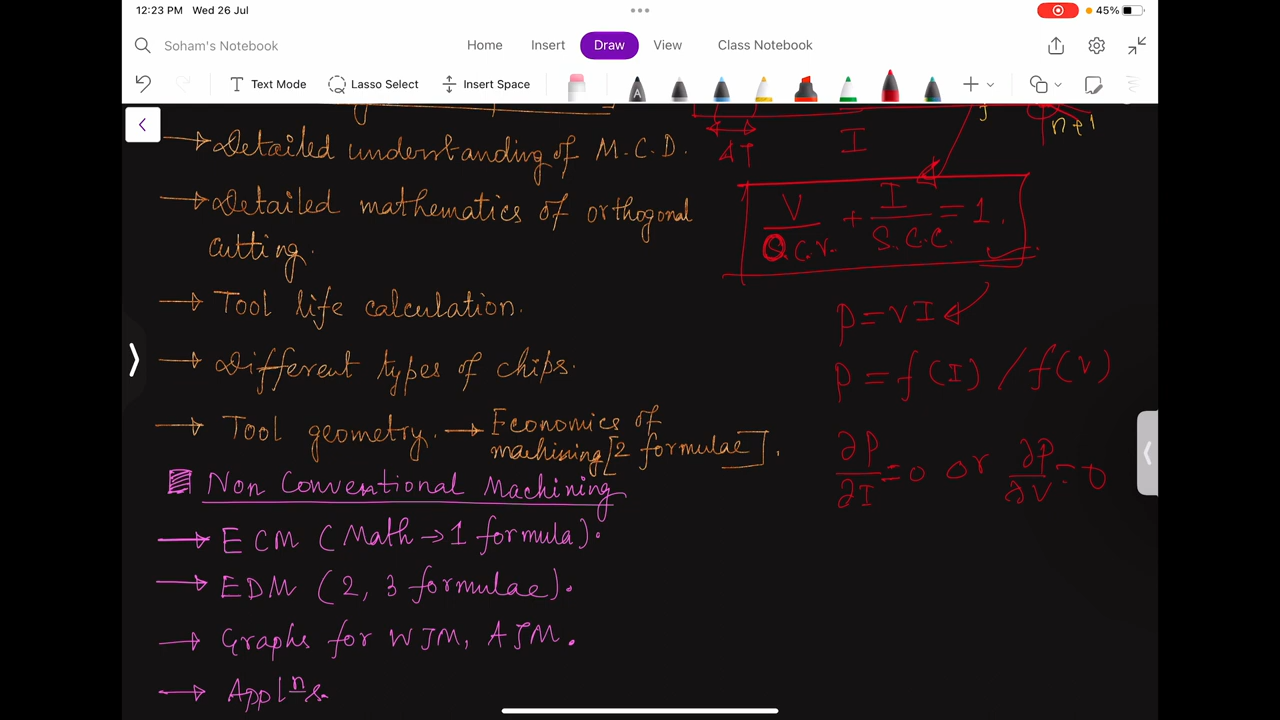 12:23 PM Wed 26 Jul
45%
Soham's Notebook
Home Insert Draw View Class Notebook
Text Mode Lasso Select Insert Space
→ Detailed understanding of M.C.D.
→ Detailed mathematics of orthogonal
cutting.
→ Tool life calculation.
→ Different types of chips.
→ Tool geometry. → Economics of
machining [2 formulae].
Non Conventional Machining
→ ECM (Math → 1 formula).
→ EDM (2, 3 formulae).
→ Graphs for WJM, AJM.
→ Applns.
n+1
ΔT I
V/O.C.V. + I/S.C.C. = 1.
P = VI
P = f(I) / f(V)
∂P/∂I = 0 or ∂P/∂V = 0